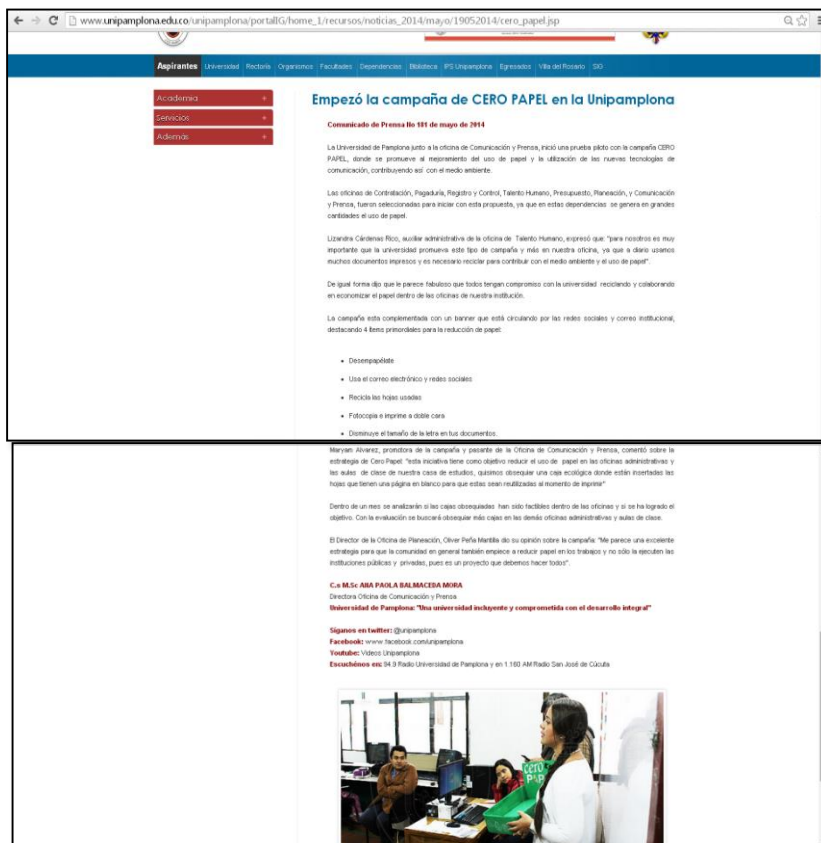 www.unipamplona.edu.co/unipamplona/portalIG/home_1/recursos/noticias_2014/mayo/19052014/cero_papel.jsp
Aspirantes Universidad Rectoría Organismos Facultades Dependencias Biblioteca IPS Unipamplona Egresados Villa del Rosario SIG
Academia +
Servicios +
Además +
Empezó la campaña de CERO PAPEL en la Unipamplona
Comunicado de Prensa No 181 de mayo de 2014
La Universidad de Pamplona junto a la oficina de Comunicación y Prensa, inició una prueba piloto con la campaña CERO
PAPEL, donde se promueve al mejoramiento del uso de papel y la utilización de las nuevas tecnologías de
comunicación, contribuyendo así con el medio ambiente.
Las oficinas de Contratación, Pagaduría, Registro y Control, Talento Humano, Presupuesto, Planeación, y Comunicación
y Prensa, fueron seleccionadas para iniciar con esta propuesta, ya que en estas dependencias se genera en grandes
cantidades el uso de papel.
Lizandra Cárdenas Rico, auxiliar administrativa de la oficina de Talento Humano, expresó que: "para nosotros es muy
importante que la universidad promueva este tipo de campaña y más en nuestra oficina, ya que a diario usamos
muchos documentos impresos y es necesario reciclar para contribuir con el medio ambiente y el uso de papel".
De igual forma dijo que le parece fabuloso que todos tengan compromiso con la universidad reciclando y colaborando
en economizar el papel dentro de las oficinas de nuestra institución.
La campaña esta complementada con un banner que está circulando por las redes sociales y correo institucional,
destacando 4 ítems primordiales para la reducción de papel:
• Desempapélate
• Usa el correo electrónico y redes sociales
• Recicla las hojas usadas
• Fotocopia e imprime a doble cara
• Disminuye el tamaño de la letra en tus documentos.
Maryam Alvarez, promotora de la campaña y pasante de la Oficina de Comunicación y Prensa, comentó sobre la
estrategia de Cero Papel: "esta iniciativa tiene como objetivo reducir el uso de papel en las oficinas administrativas y
las aulas de clase de nuestra casa de estudios, quisimos obsequiar una caja ecológica donde están insertadas las
hojas que tienen una página en blanco para que estas sean reutilizadas al momento de imprimir"
Dentro de un mes se analizarán si las cajas obsequiadas han sido factibles dentro de las oficinas y si se ha logrado el
objetivo. Con la evaluación se buscará obsequiar más cajas en las demás oficinas administrativas y aulas de clase.
El Director de la Oficina de Planeación, Oliver Peña Mantilla dio su opinión sobre la campaña: "Me parece una excelente
estrategia para que la comunidad en general también empiece a reducir papel en los trabajos y no sólo la ejecuten las
instituciones públicas y privadas, pues es un proyecto que debemos hacer todos".
C.s M.Sc ANA PAOLA BALMACEDA MORA
Directora Oficina de Comunicación y Prensa
Universidad de Pamplona: "Una universidad incluyente y comprometida con el desarrollo integral"
Síganos en twitter: @unipamplona
Facebook: www.facebook.com/unipamplona
Youtube: Videos Unipamplona
Escuchénos en: 94.9 Radio Universidad de Pamplona y en 1.160 AM Radio San José de Cúcuta
cero
PAP